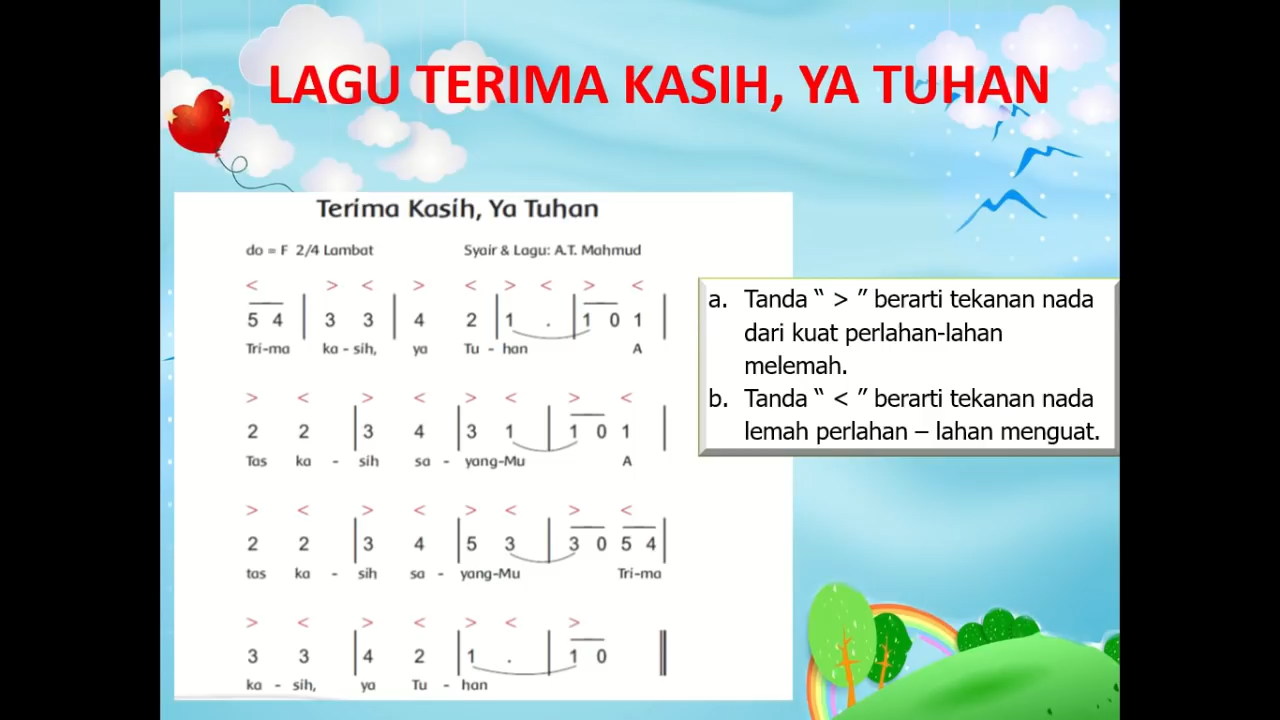 LAGU TERIMA KASIH, YA TUHAN
Terima Kasih, Ya Tuhan
do = F 2/4 Lambat Syair & Lagu: A.T. Mahmud
< > < > < > < > <
5 4 | 3 3 | 4 2 | 1 . | 1 0 1 |
Tri-ma ka - sih, ya Tu - han A
> < > < > < > <
2 2 | 3 4 | 3 1 | 1 0 1 |
Tas ka - sih sa - yang-Mu A
> < > < > < > <
2 2 | 3 4 | 5 3 | 3 0 5 4 |
tas ka - sih sa - yang-Mu Tri-ma
> < > < > < >
3 3 | 4 2 | 1 . | 1 0 ||
ka - sih, ya Tu - han
a. Tanda “ > ” berarti tekanan nada
dari kuat perlahan-lahan
melemah.
b. Tanda “ < ” berarti tekanan nada
lemah perlahan – lahan menguat.